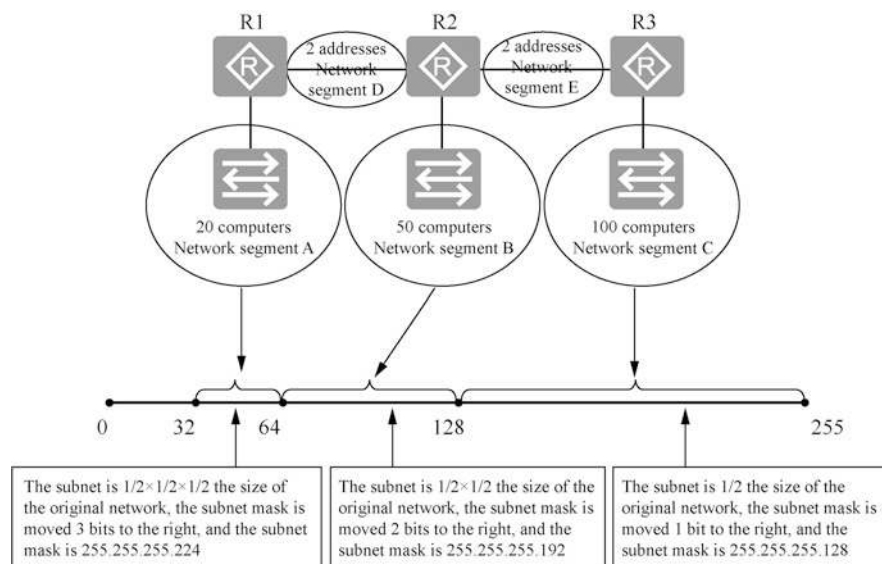 R1
R2
R3
2 addresses
Network
segment D
2 addresses
Network
segment E
R
R
R
20 computers
Network segment A
50 computers
Network segment B
100 computers
Network segment C
0
32
64
128
255
The subnet is 1/2×1/2×1/2 the size of
the original network, the subnet mask is
moved 3 bits to the right, and the subnet
mask is 255.255.255.224
The subnet is 1/2×1/2 the size of the
original network, the subnet mask is
moved 2 bits to the right, and the
subnet mask is 255.255.255.192
The subnet is 1/2 the size of the
original network, the subnet mask is
moved 1 bit to the right, and the
subnet mask is 255.255.255.128